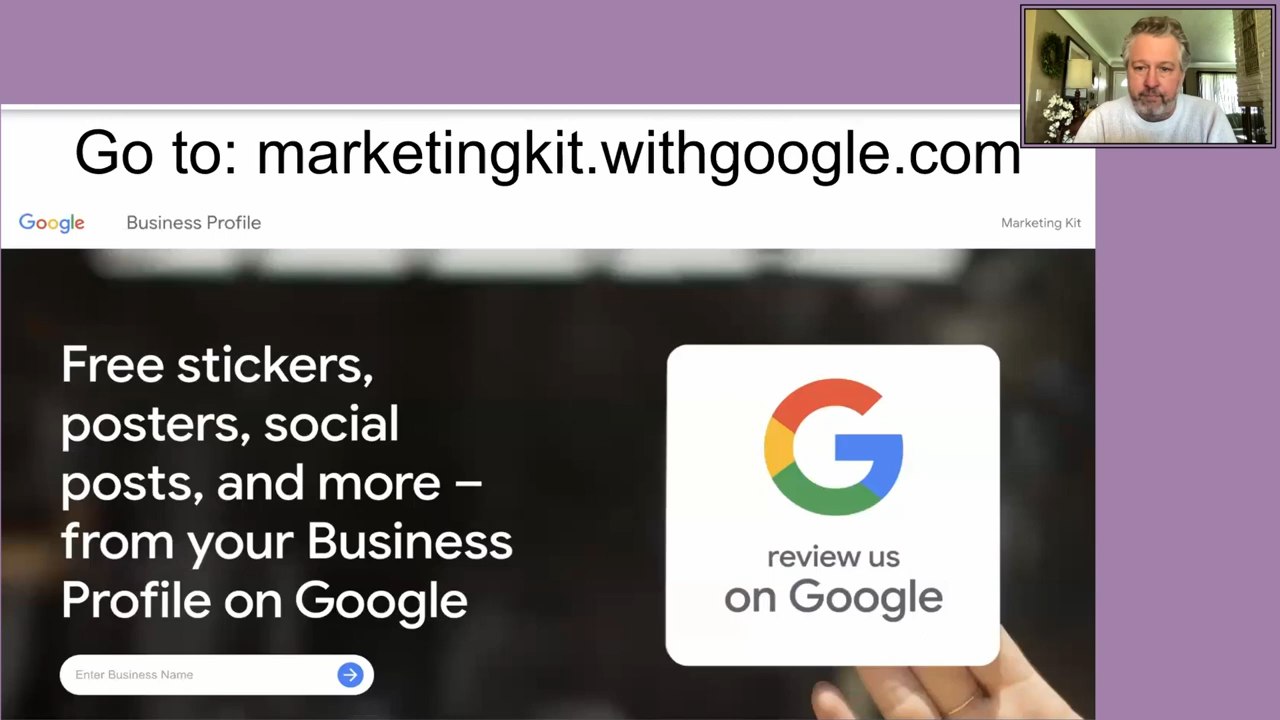 Go to: marketingkit.withgoogle.com
Google Business Profile Marketing Kit
Free stickers,
posters, social
posts, and more –
from your Business
Profile on Google
Enter Business Name
G
review us
on Google